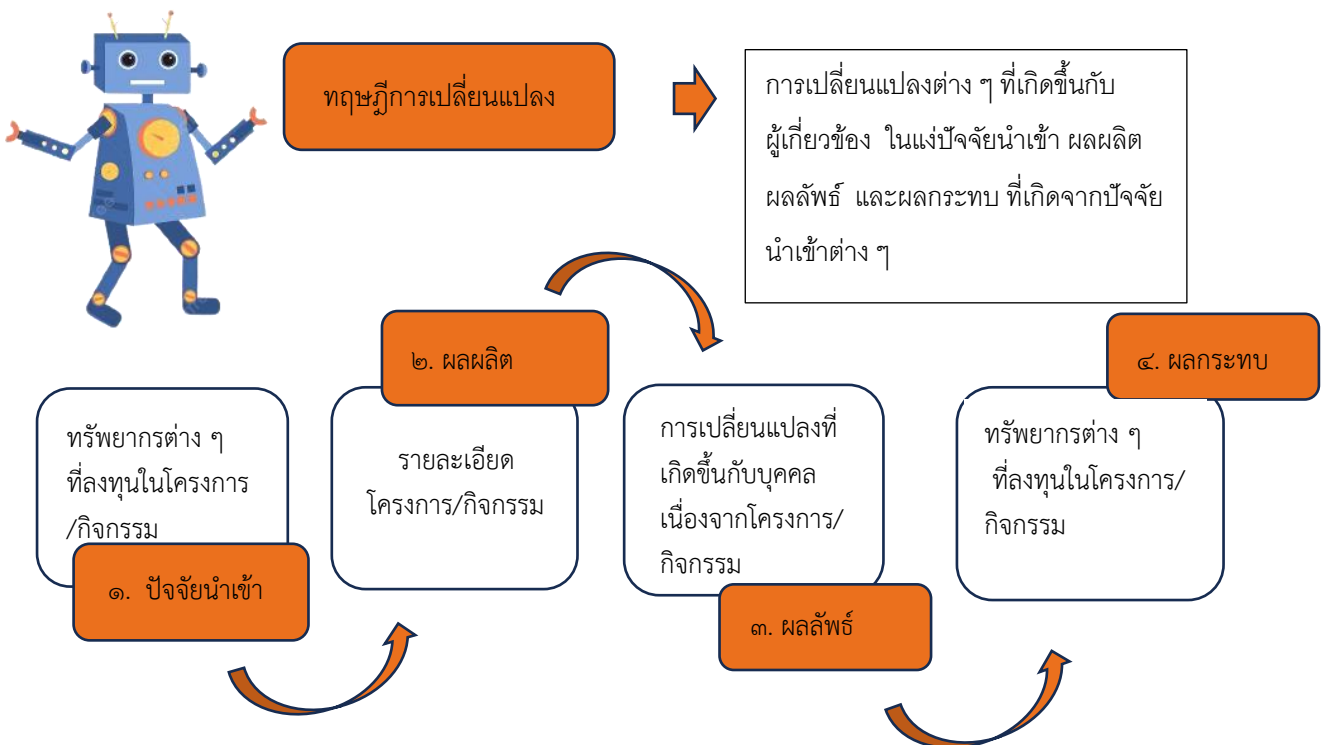 ทฤษฎีการเปลี่ยนแปลง
การเปลี่ยนแปลงต่าง ๆ ที่เกิดขึ้นกับ
ผู้เกี่ยวข้อง ในแง่ปัจจัยนำเข้า ผลผลิต
ผลลัพธ์ และผลกระทบ ที่เกิดจากปัจจัย
นำเข้าต่าง ๆ
ทรัพยากรต่าง ๆ
ที่ลงทุนในโครงการ
/กิจกรรม
๑. ปัจจัยนำเข้า
๒. ผลผลิต
รายละเอียด
โครงการ/กิจกรรม
การเปลี่ยนแปลงที่
เกิดขึ้นกับบุคคล
เนื่องจากโครงการ/
กิจกรรม
๓. ผลลัพธ์
๔. ผลกระทบ
ทรัพยากรต่าง ๆ
ที่ลงทุนในโครงการ/
กิจกรรม